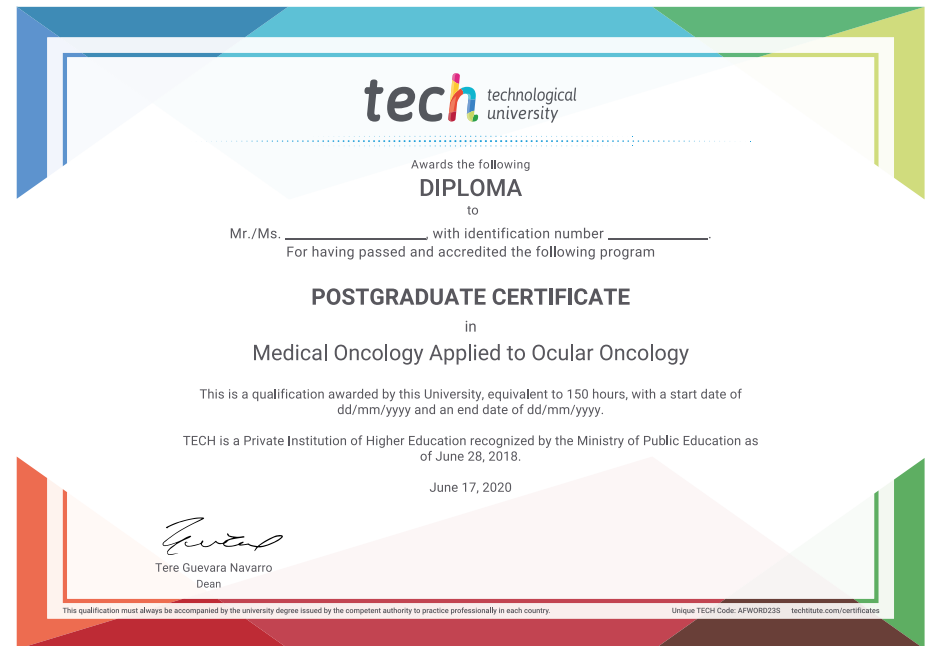 tech technological
university
Awards the following
DIPLOMA
to
Mr./Ms. ____________________, with identification number ______________.
For having passed and accredited the following program
POSTGRADUATE CERTIFICATE
in
Medical Oncology Applied to Ocular Oncology
This is a qualification awarded by this University, equivalent to 150 hours, with a start date of
dd/mm/yyyy and an end date of dd/mm/yyyy.
TECH is a Private Institution of Higher Education recognized by the Ministry of Public Education as
of June 28, 2018.
June 17, 2020
Tere Guevara Navarro
Dean
This qualification must always be accompanied by the university degree issued by the competent authority to practice professionally in each country.
Unique TECH Code: AFWORD23S techtitute.com/certificates